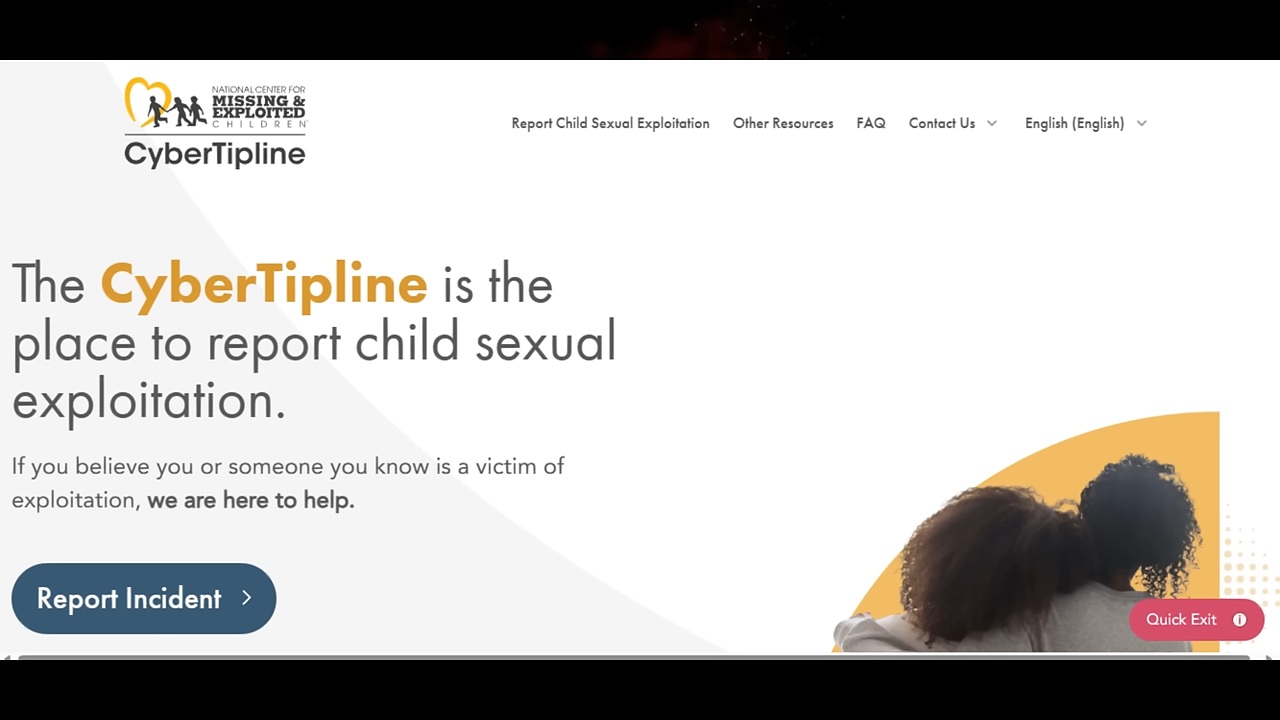 NATIONAL CENTER FOR
MISSING &
EXPLOITED
CHILDREN
CyberTipline
Report Child Sexual Exploitation
Other Resources
FAQ
Contact Us
English (English)
The CyberTipline is the
place to report child sexual
exploitation.
If you believe you or someone you know is a victim of
exploitation, we are here to help.
Report Incident
Quick Exit